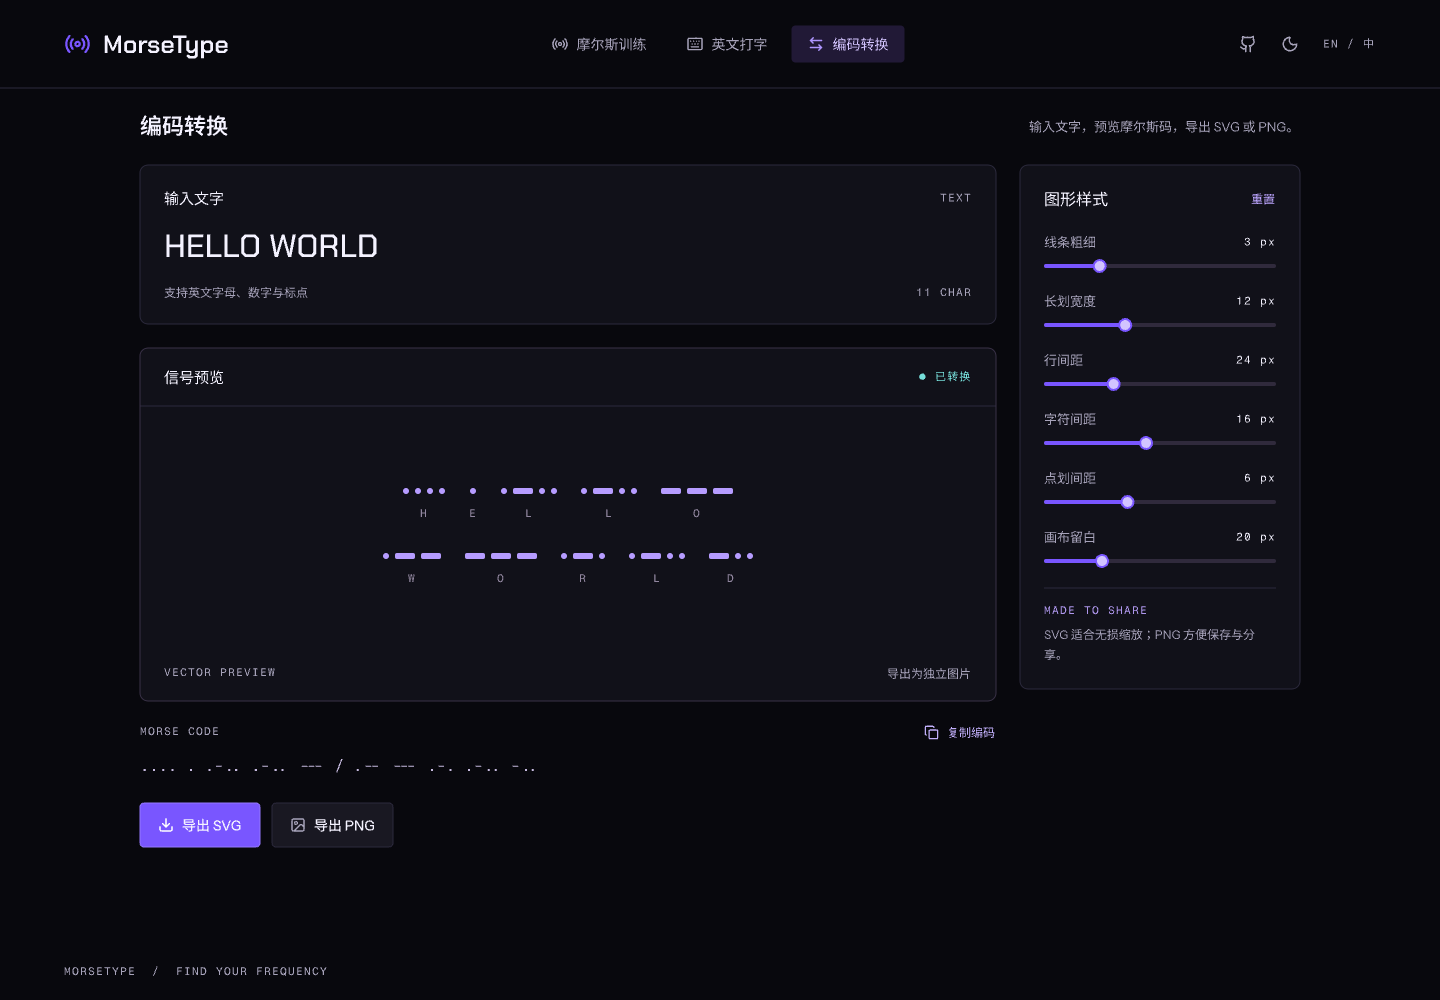 MorseType
摩尔斯训练
英文打字
编码转换
EN / 中
编码转换
输入文字，预览摩尔斯码，导出 SVG 或 PNG。
输入文字
TEXT
HELLO WORLD
支持英文字母、数字与标点
11 CHAR
信号预览
已转换
H E L L O
W O R L D
VECTOR PREVIEW
导出为独立图片
MORSE CODE
复制编码
.... . .-.. .-.. --- / .-- --- .-. .-.. -..
导出 SVG
导出 PNG
图形样式
重置
线条粗细
3 px
长划宽度
12 px
行间距
24 px
字符间距
16 px
点划间距
6 px
画布留白
20 px
MADE TO SHARE
SVG 适合无损缩放；PNG 方便保存与分
享。
MORSETYPE / FIND YOUR FREQUENCY